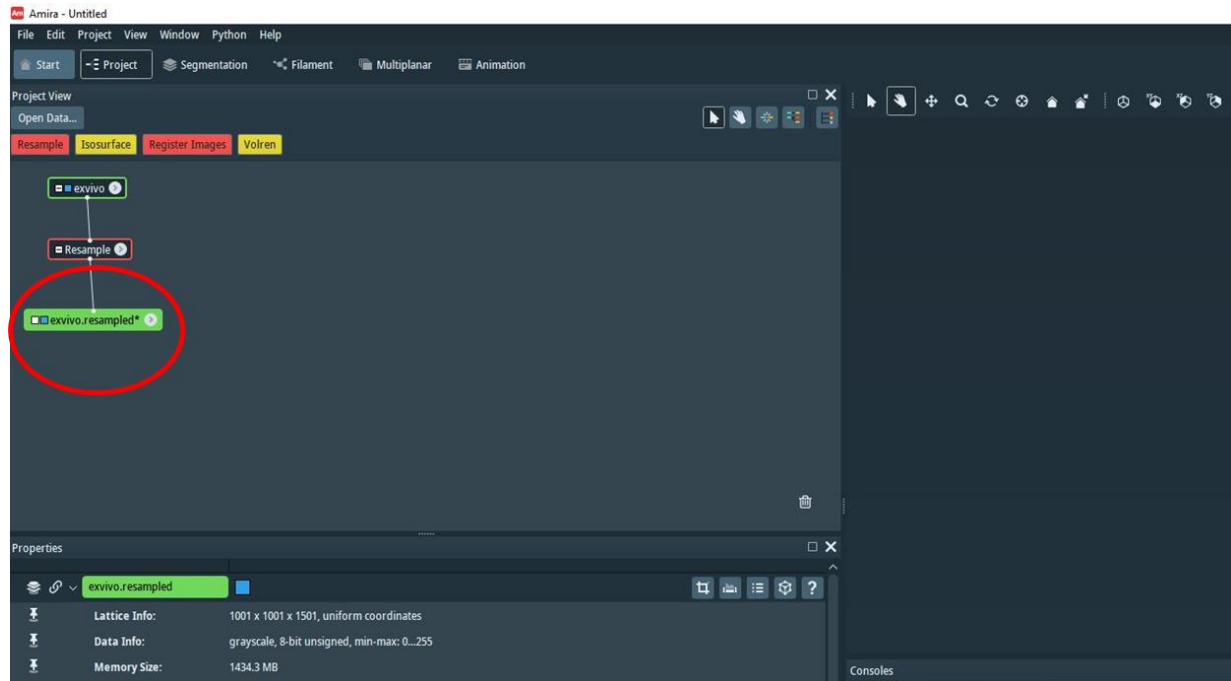 Am Amira - Untitled
File Edit Project View Window Python Help
Start Project Segmentation Filament Multiplanar Animation
Project View
Open Data...
Resample Isosurface Register Images Volren
exvivo
Resample
exvivo.resampled*
Properties
exvivo.resampled ?
Lattice Info: 1001 x 1001 x 1501, uniform coordinates
Data Info: grayscale, 8-bit unsigned, min-max: 0...255
Memory Size: 1434.3 MB
Consoles